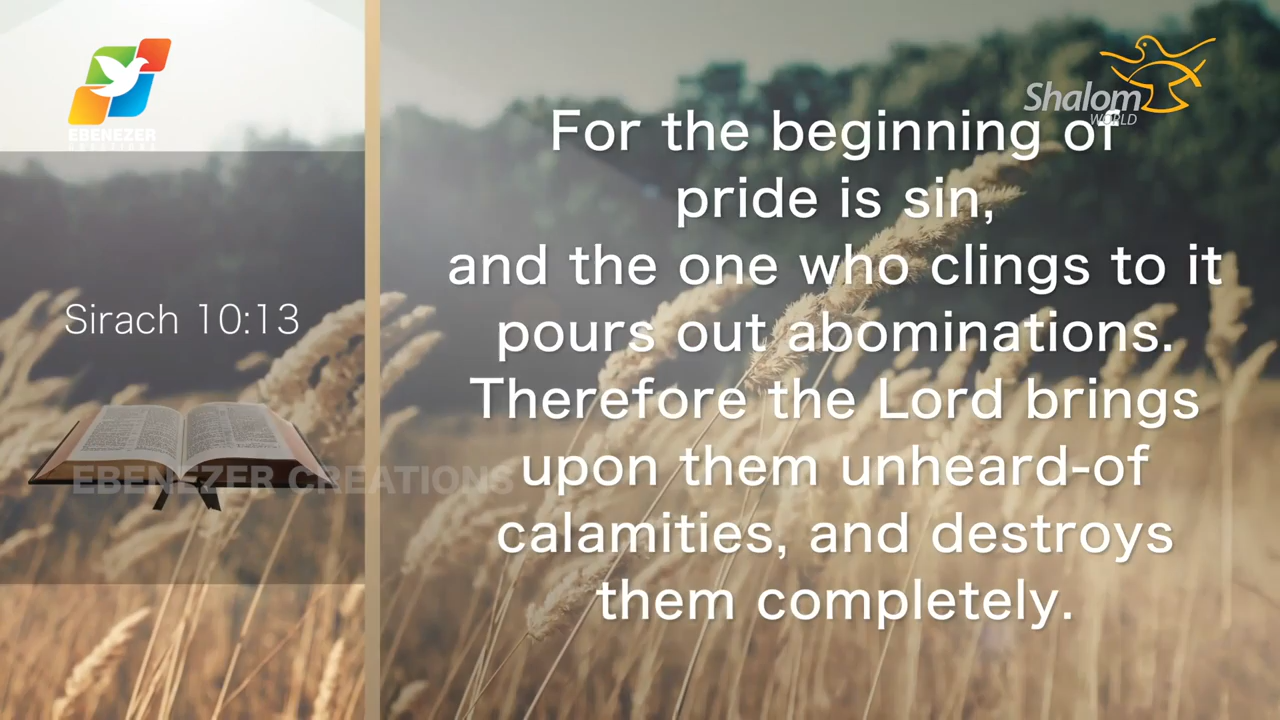 EBENEZER
Shalom
WORLD
Sirach 10:13
For the beginning of
pride is sin,
and the one who clings to it
pours out abominations.
Therefore the Lord brings
upon them unheard-of
calamities, and destroys
them completely.
EBENEZER CREATIONS